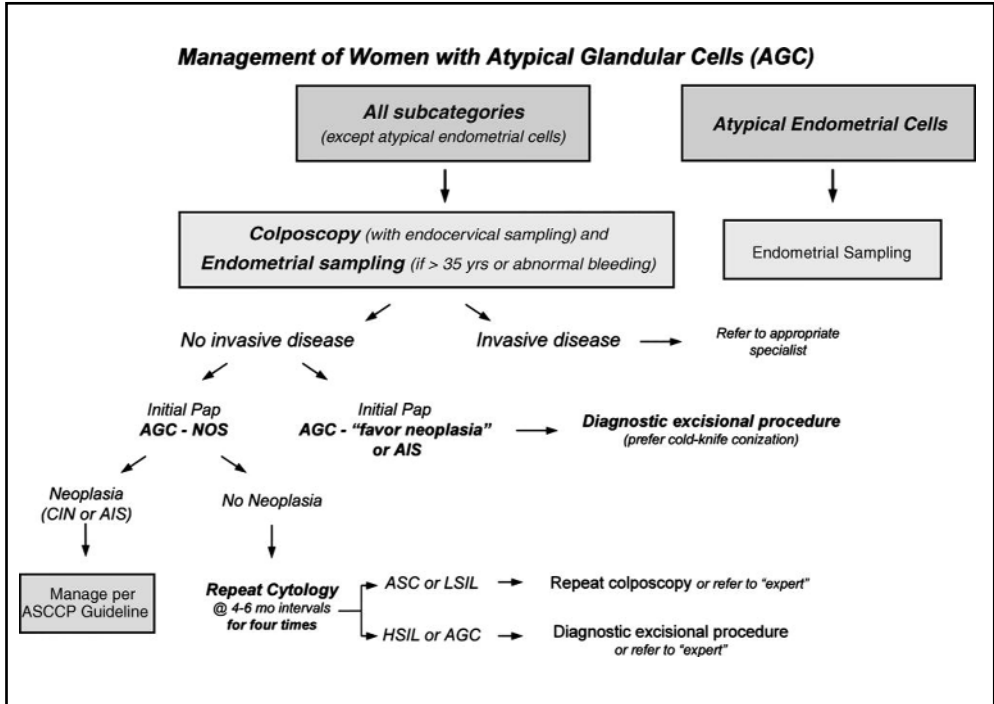 Management of Women with Atypical Glandular Cells (AGC)
All subcategories
(except atypical endometrial cells)
Atypical Endometrial Cells
Colposcopy (with endocervical sampling) and
Endometrial sampling (if > 35 yrs or abnormal bleeding)
Endometrial Sampling
No invasive disease
Invasive disease
Refer to appropriate
specialist
Initial Pap
AGC - NOS
Initial Pap
AGC - "favor neoplasia"
or AIS
Diagnostic excisional procedure
(prefer cold-knife conization)
Neoplasia
(CIN or AIS)
No Neoplasia
Manage per
ASCCP Guideline
Repeat Cytology
@ 4-6 mo intervals
for four times
ASC or LSIL
Repeat colposcopy or refer to "expert"
HSIL or AGC
Diagnostic excisional procedure
or refer to "expert"